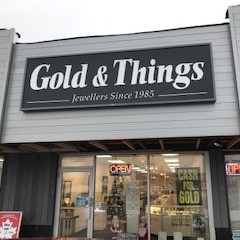 Gold & Things
Jewellers Since 1985
OPEN
CASH
FOR
GOLD